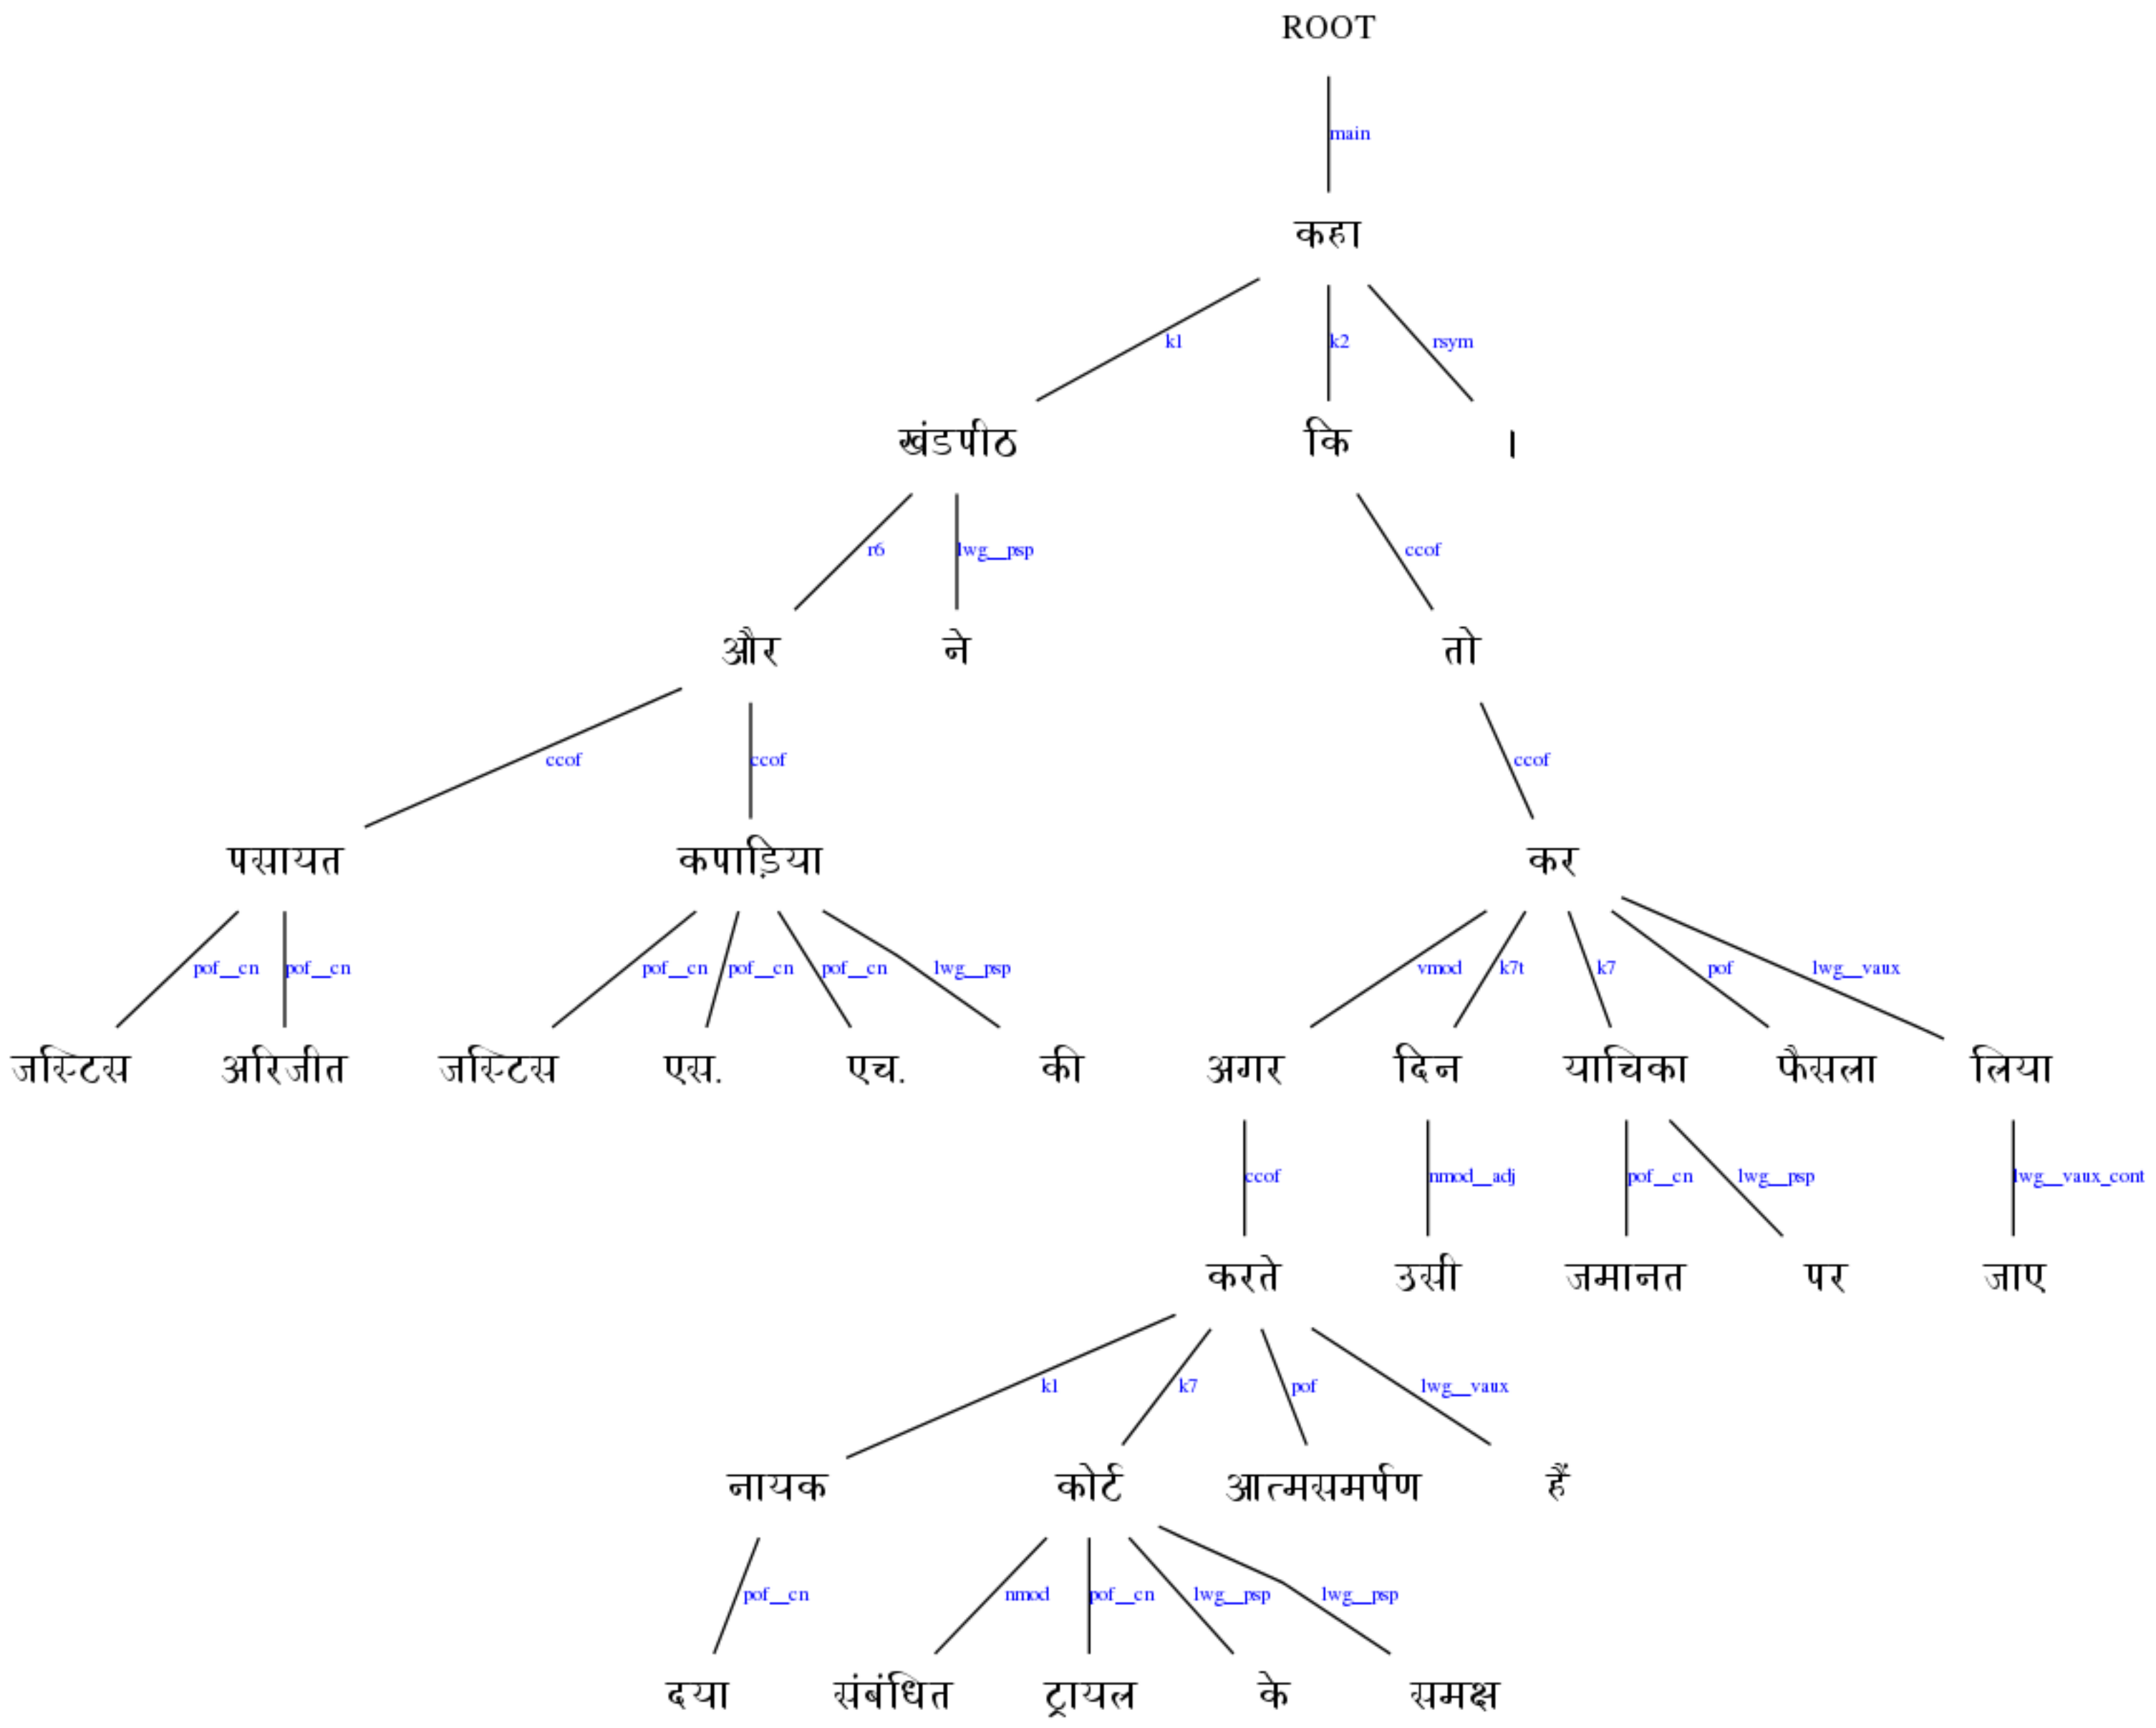 ROOT
main
कहा
k1 k2 rsym
खंडपीठ कि ।
r6 lwg__psp ccof
और ने तो
ccof ccof ccof
पसायत कपाड़िया कर
pof__cn pof__cn pof__cn pof__cn pof__cn lwg__psp vmod k7t k7 pof lwg__vaux
जस्टिस अरिजीत जस्टिस एस. एच. की अगर दिन याचिका फैसला लिया
ccof nmod__adj pof__cn lwg__psp lwg__vaux_cont
करते उसी जमानत पर जाए
k1 k7 pof lwg__vaux
नायक कोर्ट आत्मसमर्पण हैं
pof__cn nmod pof__cn lwg__psp lwg__psp
दया संबंधित ट्रायल के समक्ष